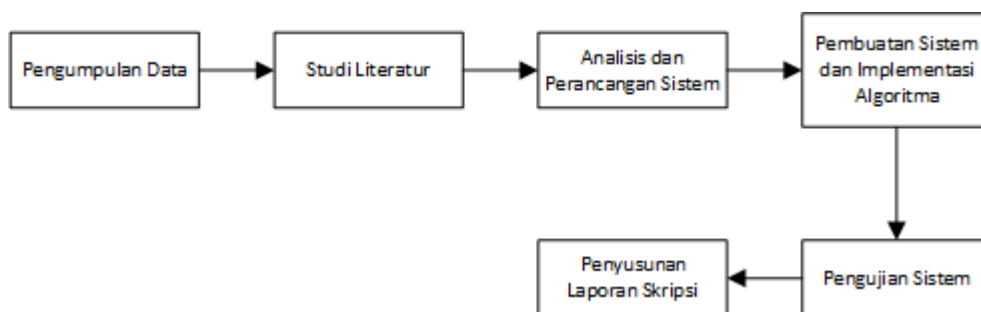 Pengumpulan Data
Studi Literatur
Analisis dan
Perancangan Sistem
Pembuatan Sistem
dan Implementasi
Algoritma
Pengujian Sistem
Penyusunan
Laporan Skripsi